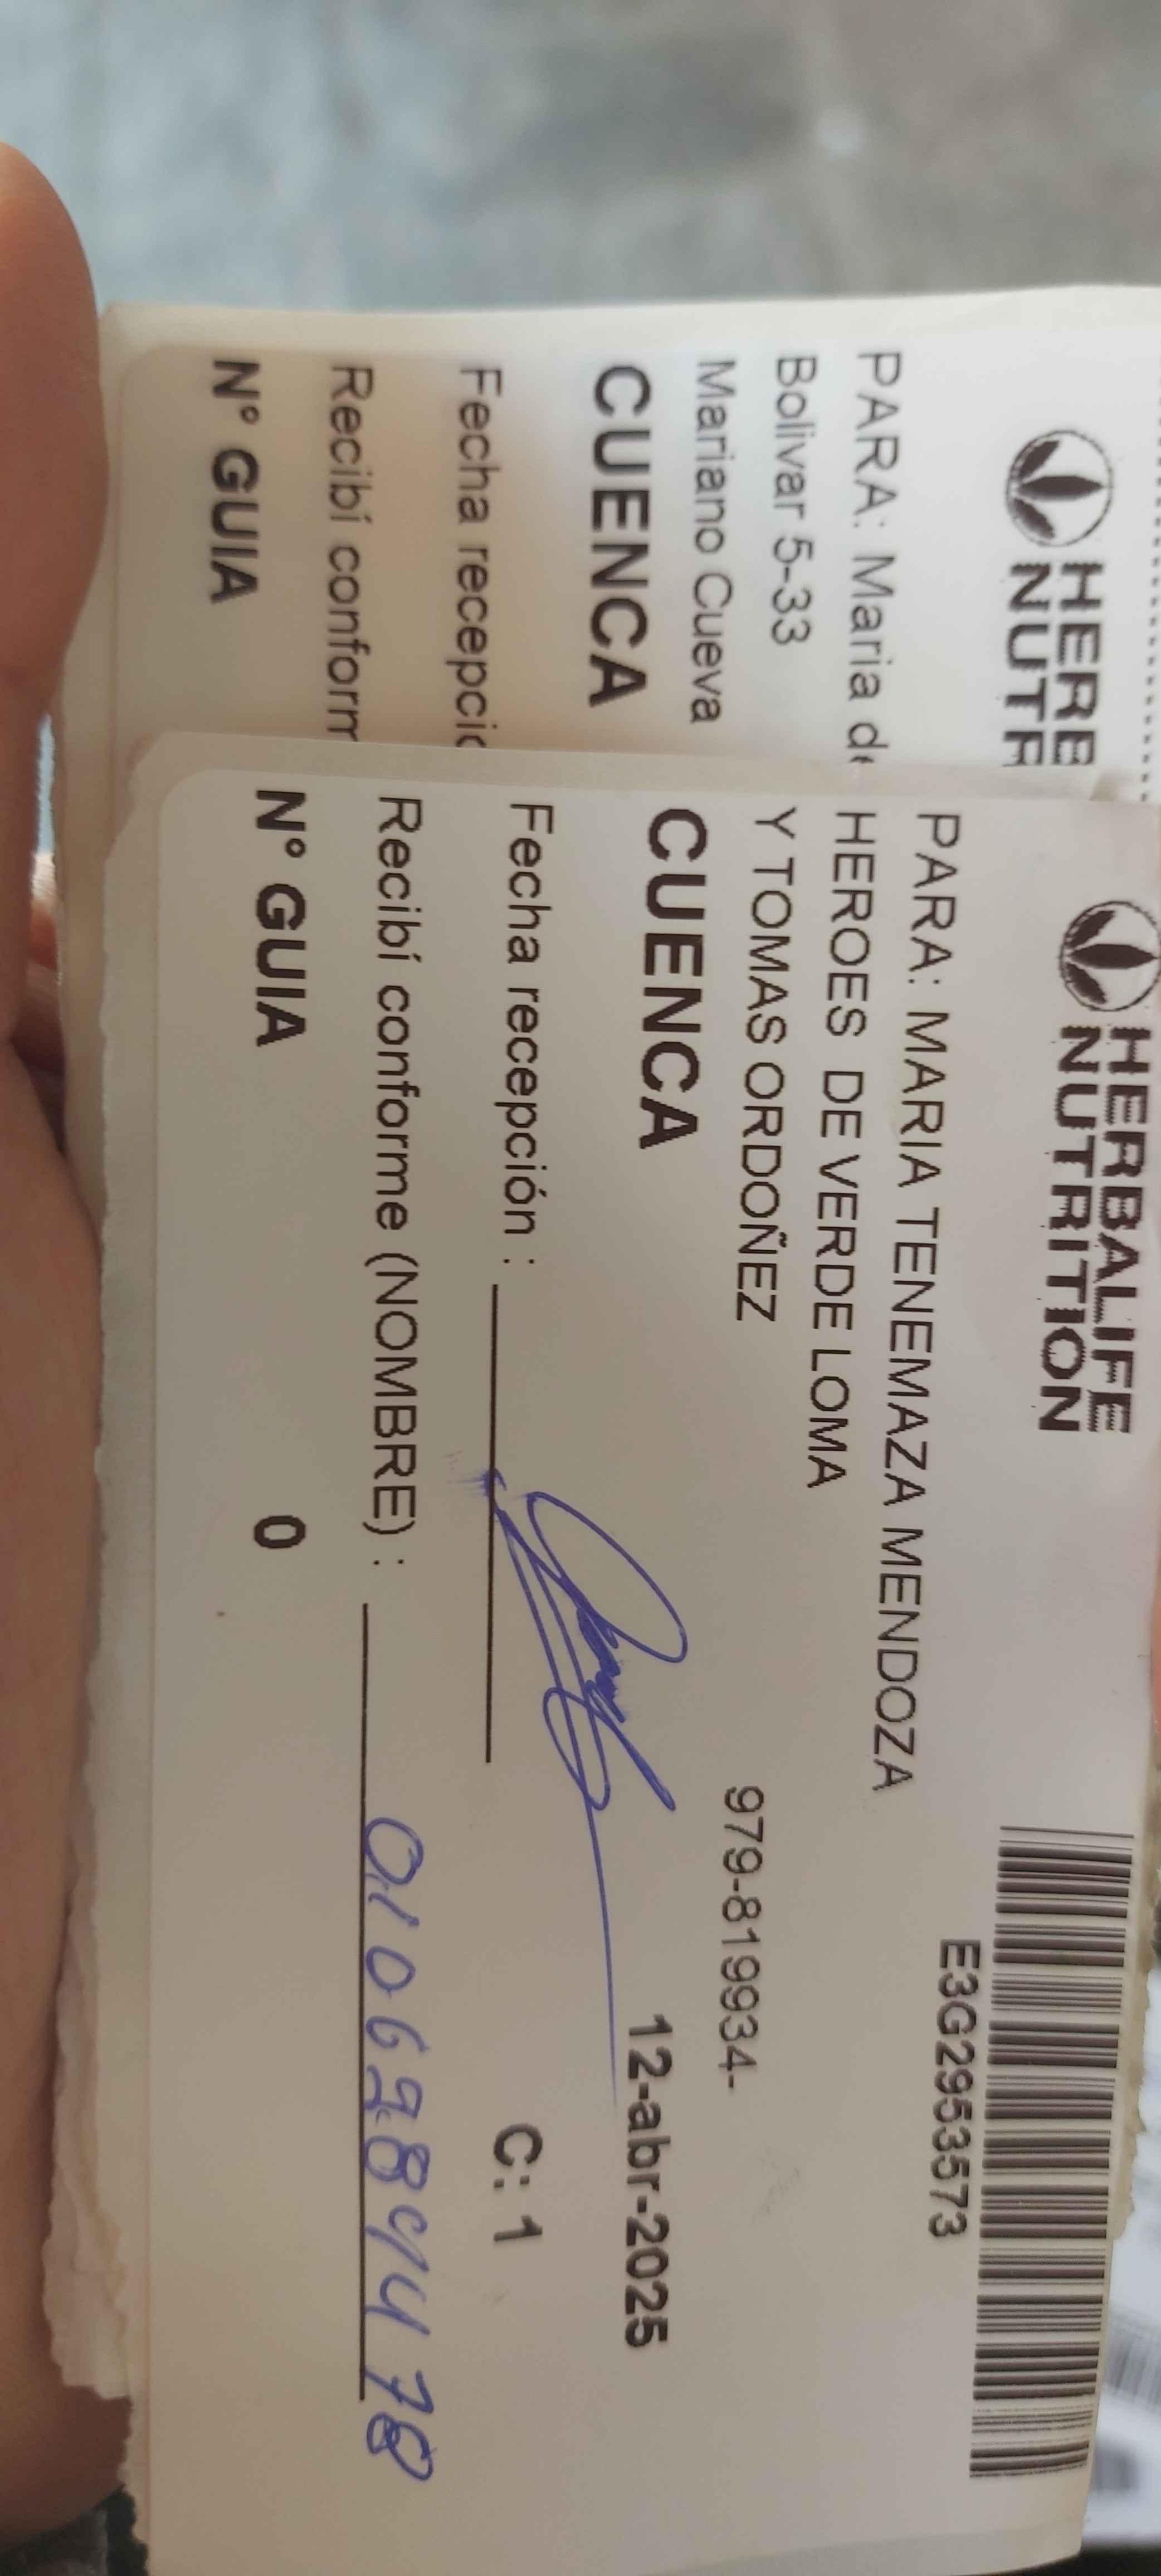 HERB
NUTR
PARA: Maria de
Bolivar 5-33
Mariano Cueva
CUENCA
Fecha recepció
Recibí conform
N° GUIA
HERBALIFE
NUTRITION
E3G2953573
PARA: MARIA TENEMAZA MENDOZA
HEROES DE VERDE LOMA
Y TOMAS ORDOÑEZ
979-819934-
CUENCA
12-abr-2025
Fecha recepción :
C: 1
Recibí conforme (NOMBRE) :
N° GUIA 0